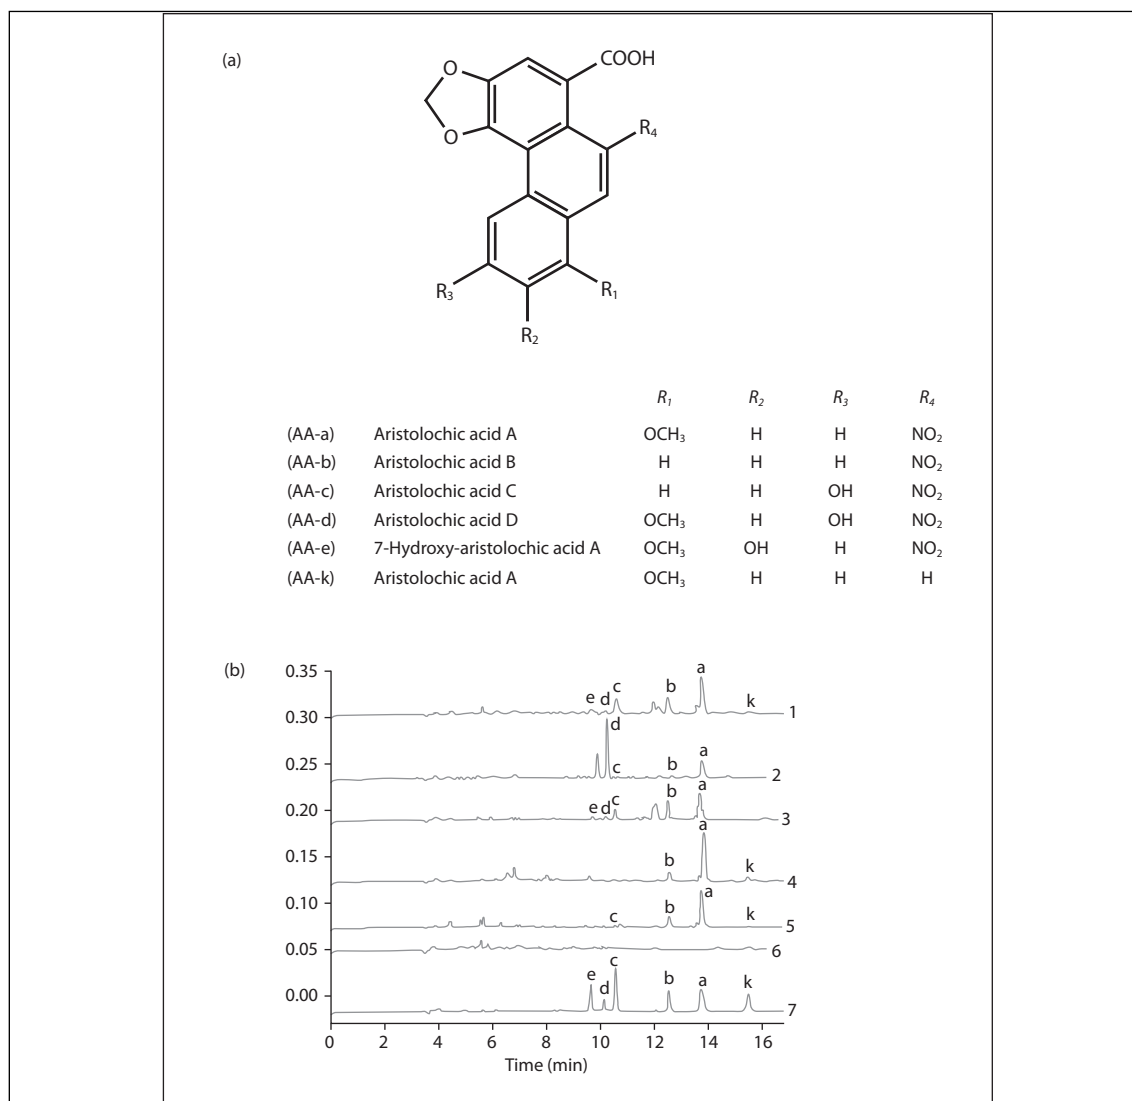 (a)
COOH
O
O
R4
R3
R1
R2
R1 R2 R3 R4
(AA-a) Aristolochic acid A OCH3 H H NO2
(AA-b) Aristolochic acid B H H H NO2
(AA-c) Aristolochic acid C H H OH NO2
(AA-d) Aristolochic acid D OCH3 H OH NO2
(AA-e) 7-Hydroxy-aristolochic acid A OCH3 OH H NO2
(AA-k) Aristolochic acid A OCH3 H H H
(b)
0.35
e d c b a k 1
0.30
d c b a 2
0.25
e d c b a 3
0.20
b a k 4
0.15
c b a k 5
0.10
6
0.05
e d c b a k 7
0.00
0 2 4 6 8 10 12 14 16
Time (min)